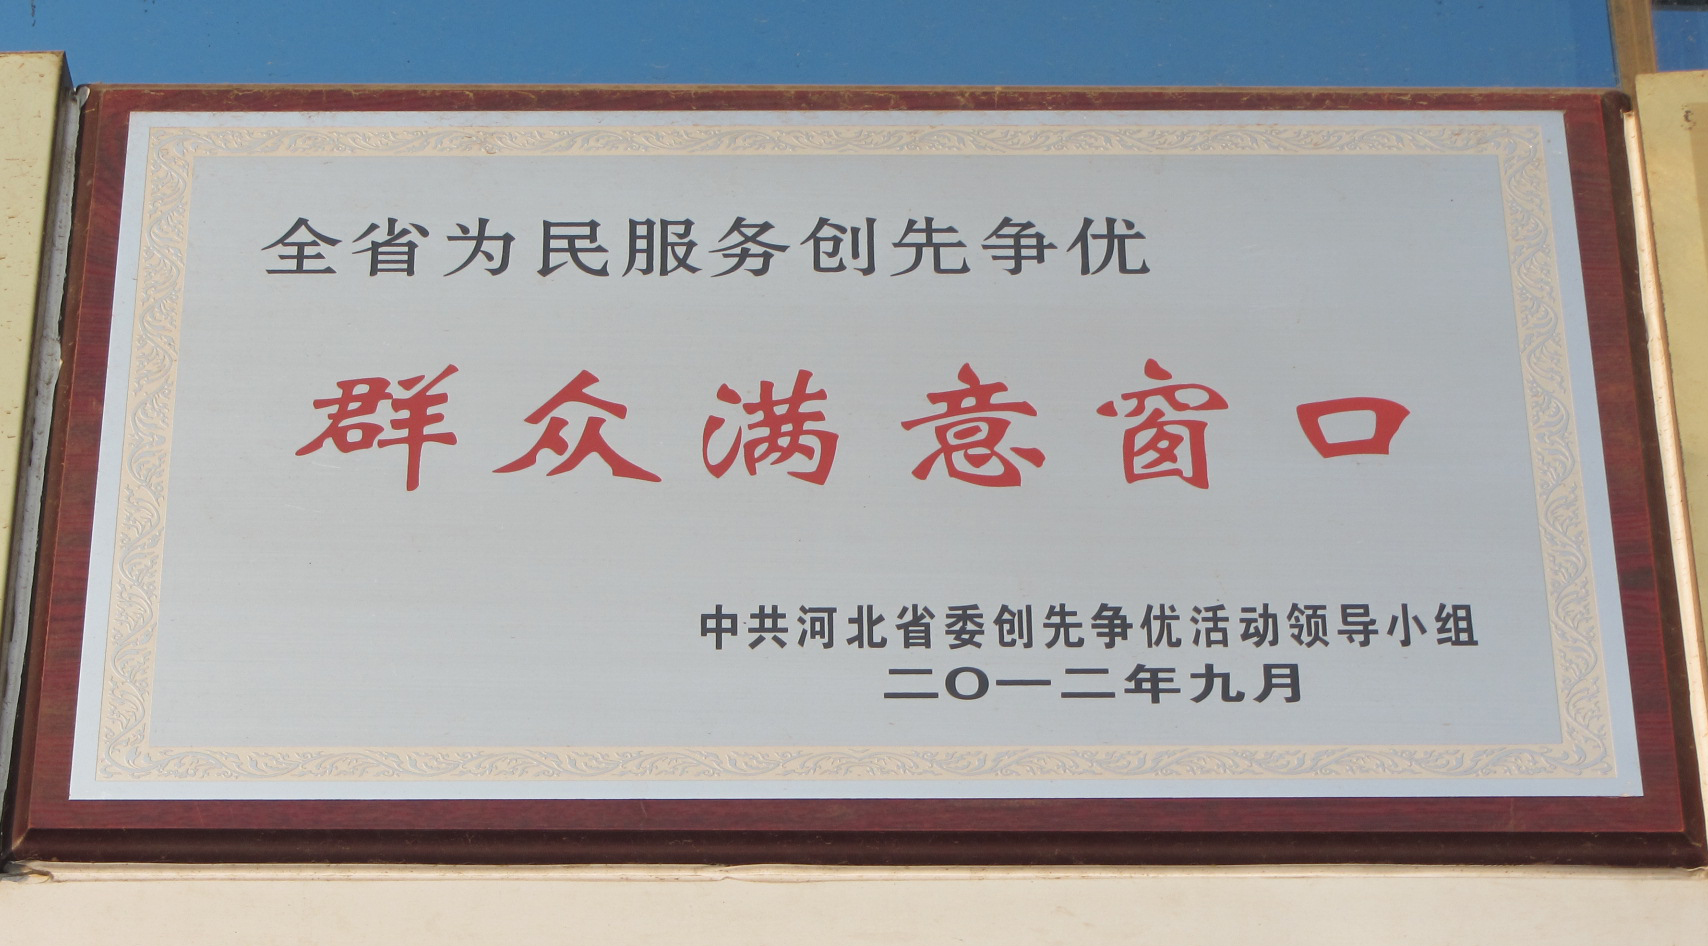 全省为民服务创先争优
群众满意窗口
中共河北省委创先争优活动领导小组
二〇一二年九月